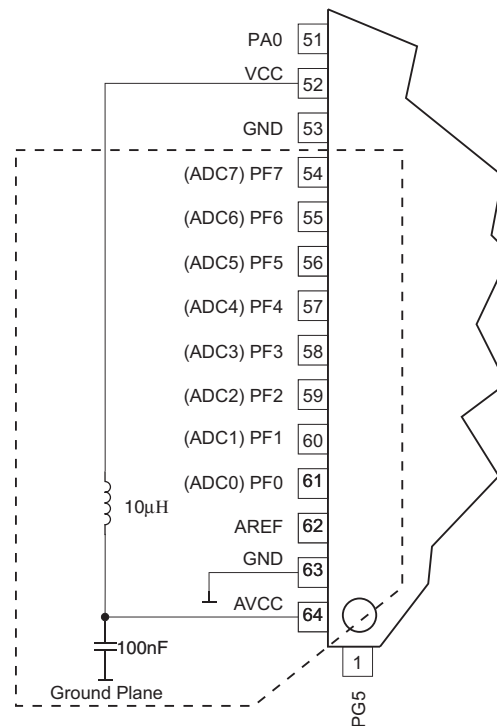 PA0 51
VCC 52
GND 53
(ADC7) PF7 54
(ADC6) PF6 55
(ADC5) PF5 56
(ADC4) PF4 57
(ADC3) PF3 58
(ADC2) PF2 59
(ADC1) PF1 60
(ADC0) PF0 61
10μH
AREF 62
GND 63
AVCC 64
100nF
Ground Plane
1
PG5